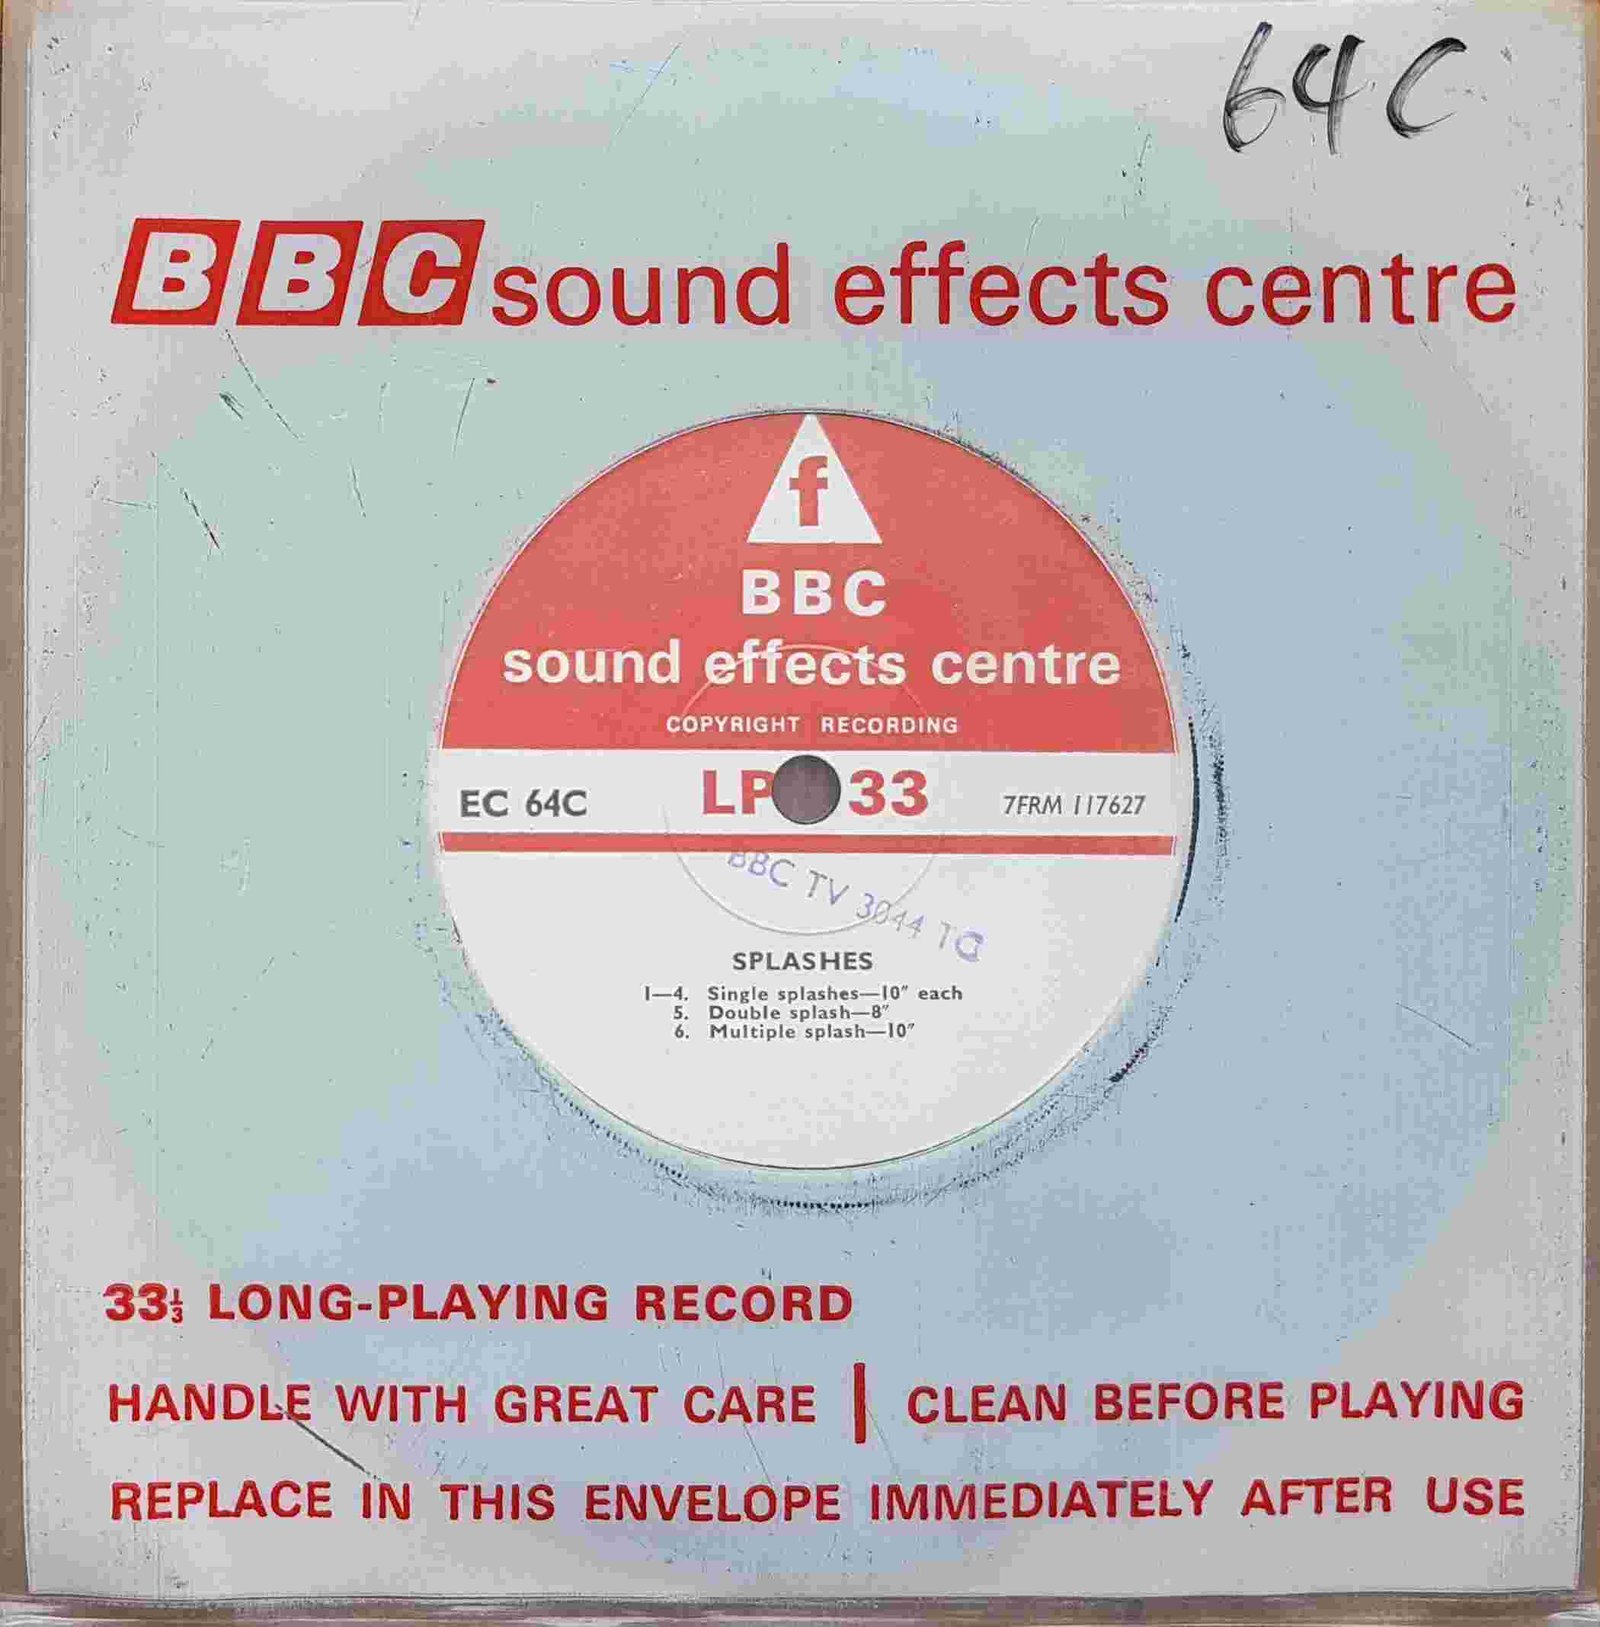 64C
BBC sound effects centre
f
BBC
sound effects centre
COPYRIGHT RECORDING
EC 64C LP 33 7FRM 117627
BBC TV 3044 TC
SPLASHES
1—4. Single splashes—10″ each
5. Double splash—8″
6. Multiple splash—10″
33⅓ LONG-PLAYING RECORD
HANDLE WITH GREAT CARE | CLEAN BEFORE PLAYING
REPLACE IN THIS ENVELOPE IMMEDIATELY AFTER USE